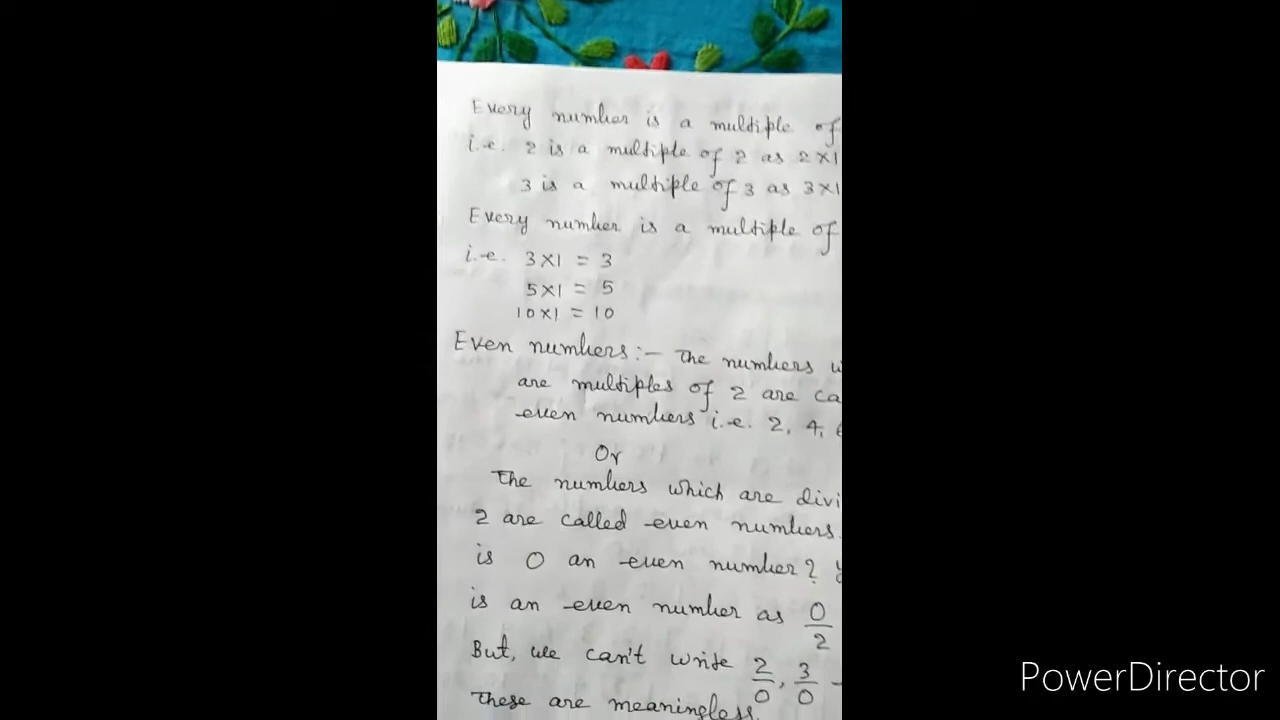 Every number is a multiple of
i.e. 2 is a multiple of 2 as 2×1
3 is a multiple of 3 as 3×1
Every number is a multiple of
i.e. 3×1 = 3
5×1 = 5
10×1 = 10
Even numbers:- The numbers w
are multiples of 2 are ca
even numbers i.e. 2, 4,
Or
The numbers which are divi
2 are called even numbers.
is 0 an even number?
is an even number as 0/2
But, we can't write 2/0, 3/0 -
These are meaningless.
PowerDirector